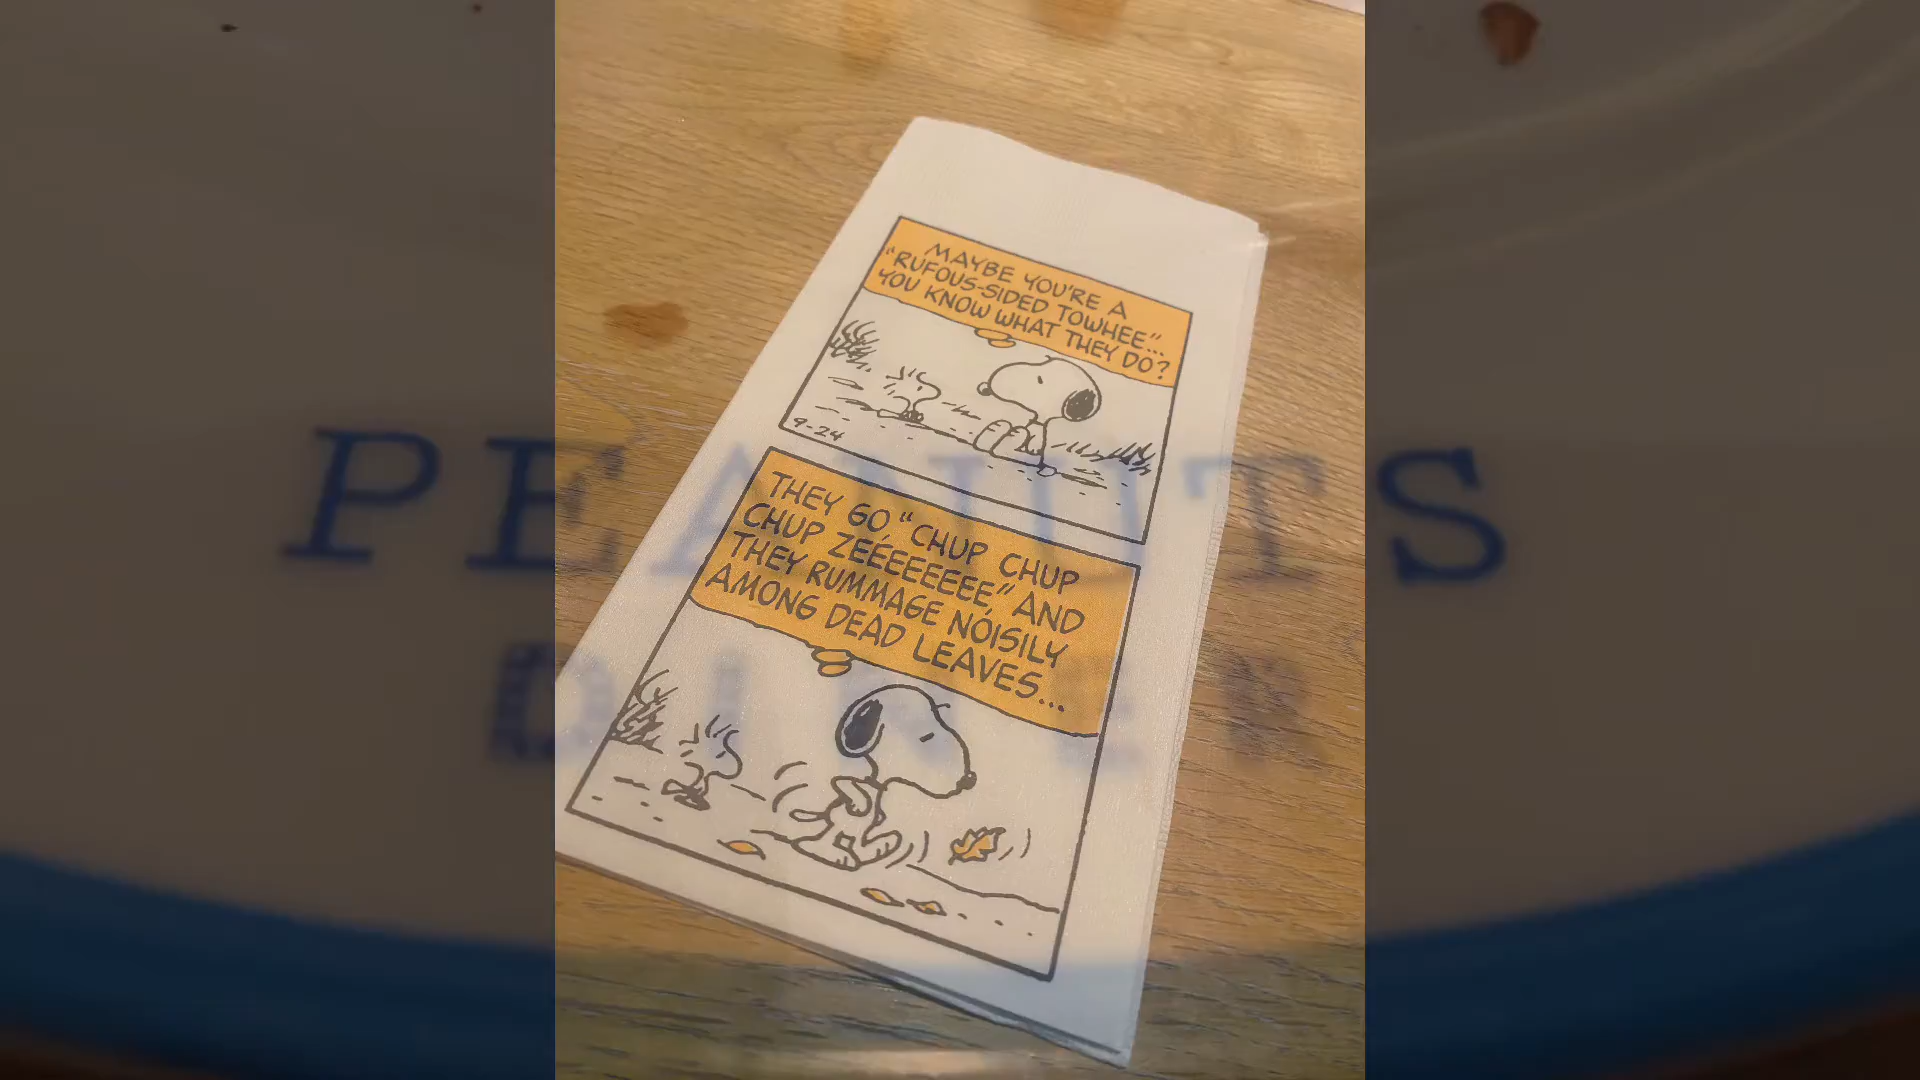 MAYBE YOU'RE A
"RUFOUS-SIDED TOWHEE"...
YOU KNOW WHAT THEY DO?
9-24
THEY GO, "CHUP CHUP
CHUP ZEEEEEEEE," AND
THEY RUMMAGE NOISILY
AMONG DEAD LEAVES...
PEANUTS
DINER